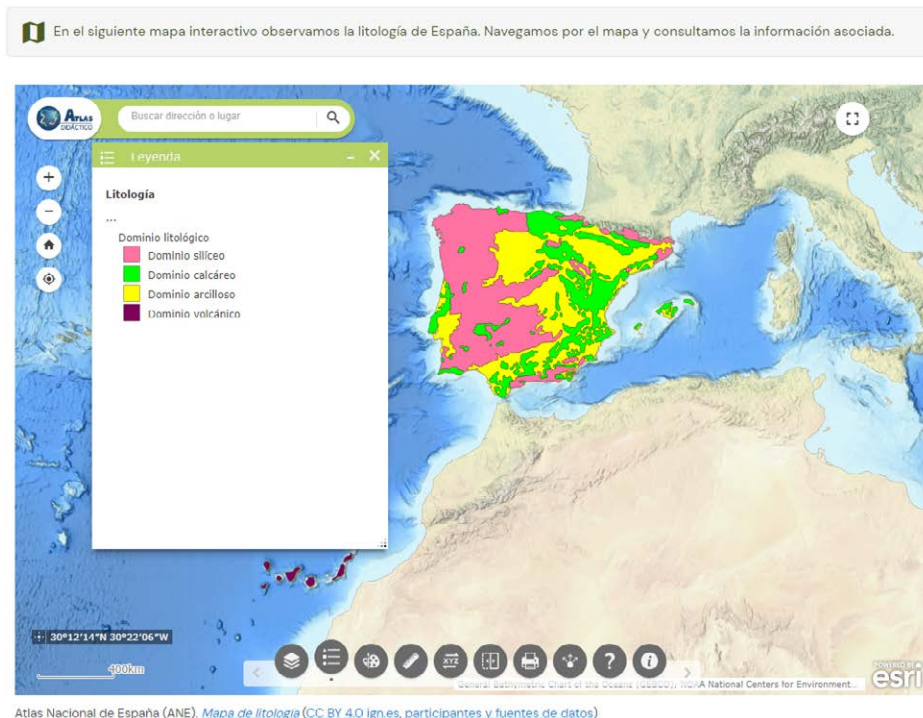 En el siguiente mapa interactivo observamos la litología de España. Navegamos por el mapa y consultamos la información asociada.
ATLAS
DIDÁCTICO
Buscar dirección o lugar
Leyenda
Litología
...
Dominio litológico
Dominio silíceo
Dominio calcáreo
Dominio arcilloso
Dominio volcánico
30°12'14"N 30°22'06"W
400km
XYZ
General Bathymetric Chart of the Oceans (GEBCO); NOAA National Centers for Environment...
POWERED BY
esri
Atlas Nacional de España (ANE). Mapa de litología (CC BY 4.0 ign.es, participantes y fuentes de datos)